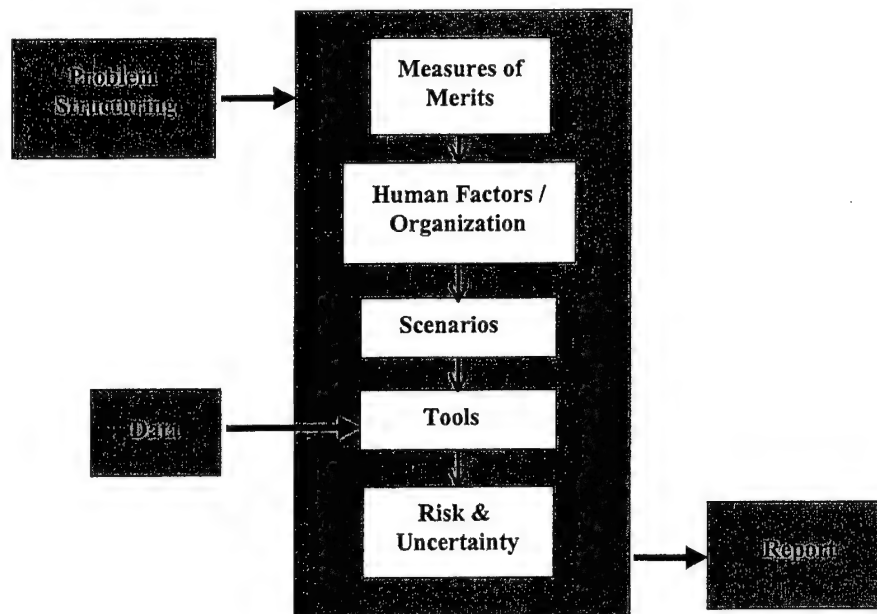 Problem
Structuring
Measures of
Merits
Human Factors /
Organization
Scenarios
Tools
Data
Risk &
Uncertainty
Report